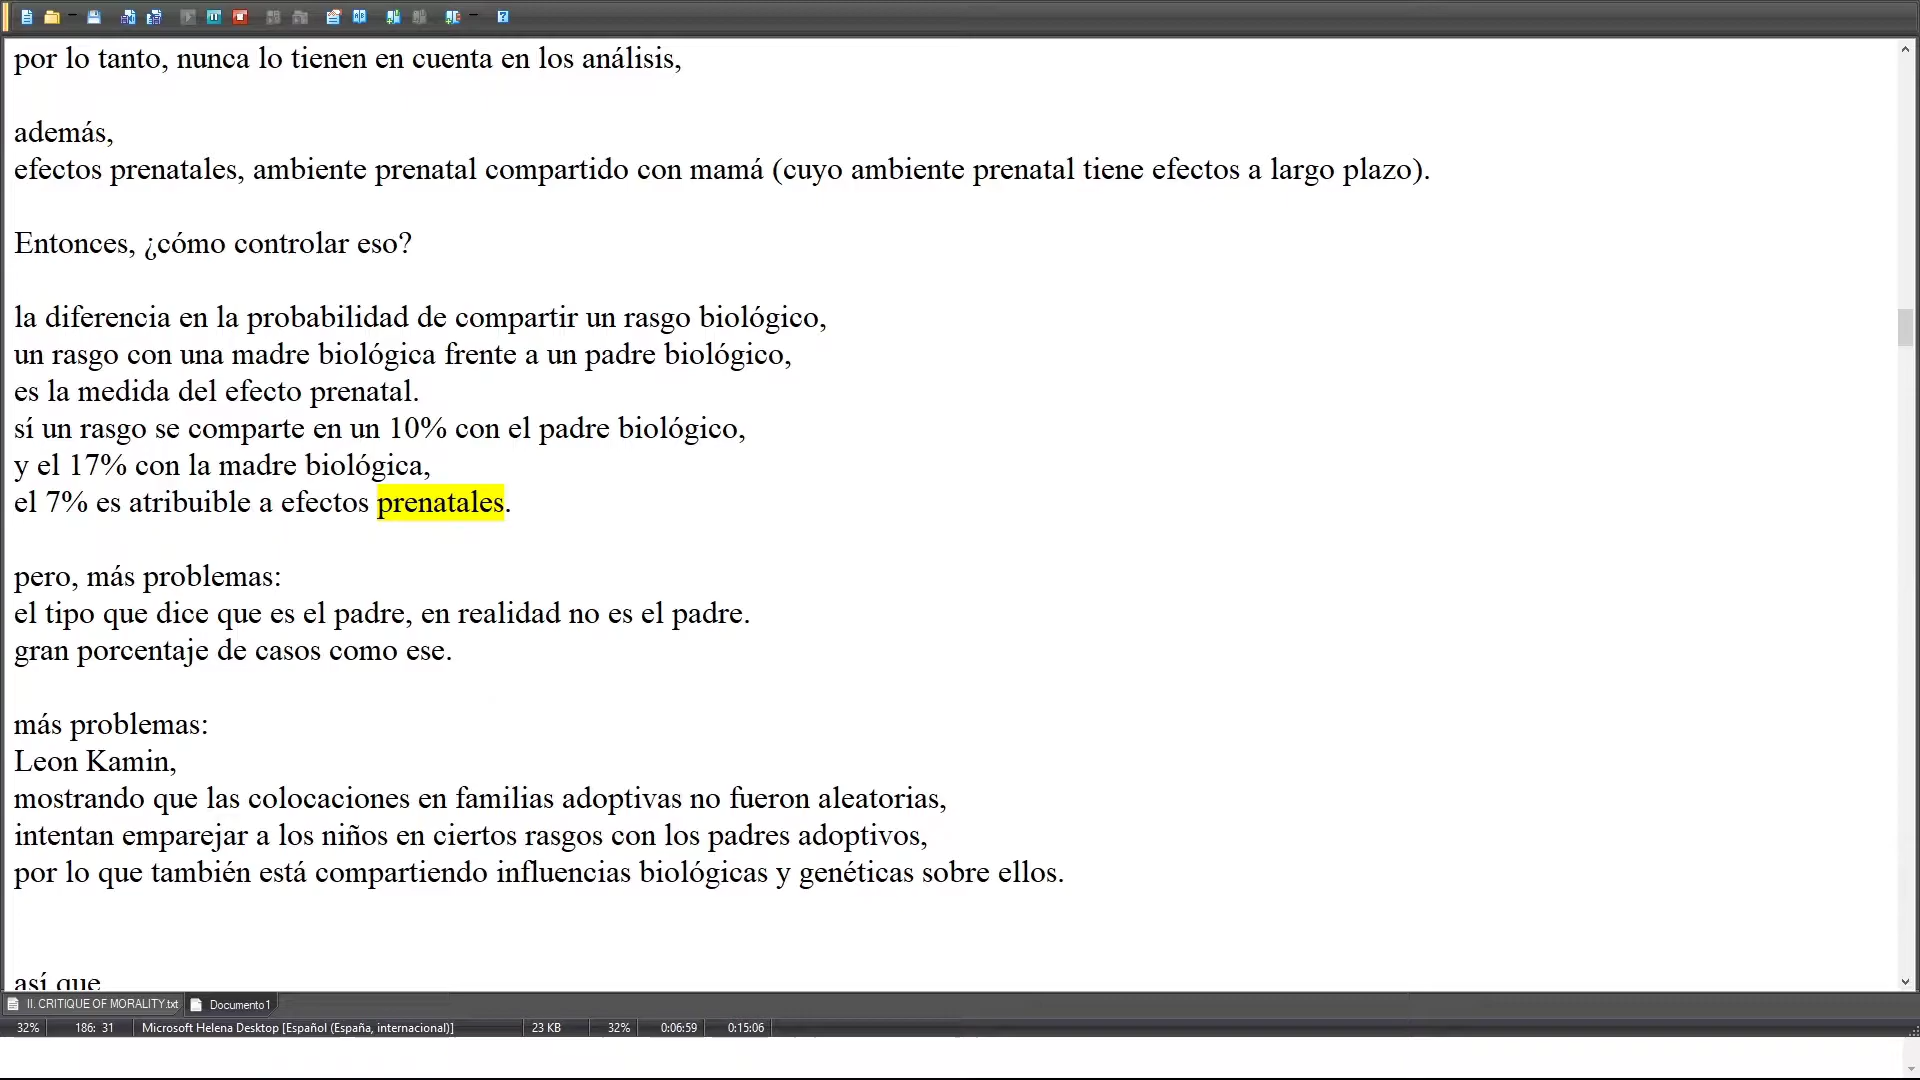 por lo tanto, nunca lo tienen en cuenta en los análisis,
además,
efectos prenatales, ambiente prenatal compartido con mamá (cuyo ambiente prenatal tiene efectos a largo plazo).
Entonces, ¿cómo controlar eso?
la diferencia en la probabilidad de compartir un rasgo biológico,
un rasgo con una madre biológica frente a un padre biológico,
es la medida del efecto prenatal.
sí un rasgo se comparte en un 10% con el padre biológico,
y el 17% con la madre biológica,
el 7% es atribuible a efectos prenatales.
pero, más problemas:
el tipo que dice que es el padre, en realidad no es el padre.
gran porcentaje de casos como ese.
más problemas:
Leon Kamin,
mostrando que las colocaciones en familias adoptivas no fueron aleatorias,
intentan emparejar a los niños en ciertos rasgos con los padres adoptivos,
por lo que también está compartiendo influencias biológicas y genéticas sobre ellos.
así que
II. CRITIQUE OF MORALITY.txt Documento1
32% 186: 31 Microsoft Helena Desktop [Español (España, internacional)] 23 KB 32% 0:06:59 0:15:06